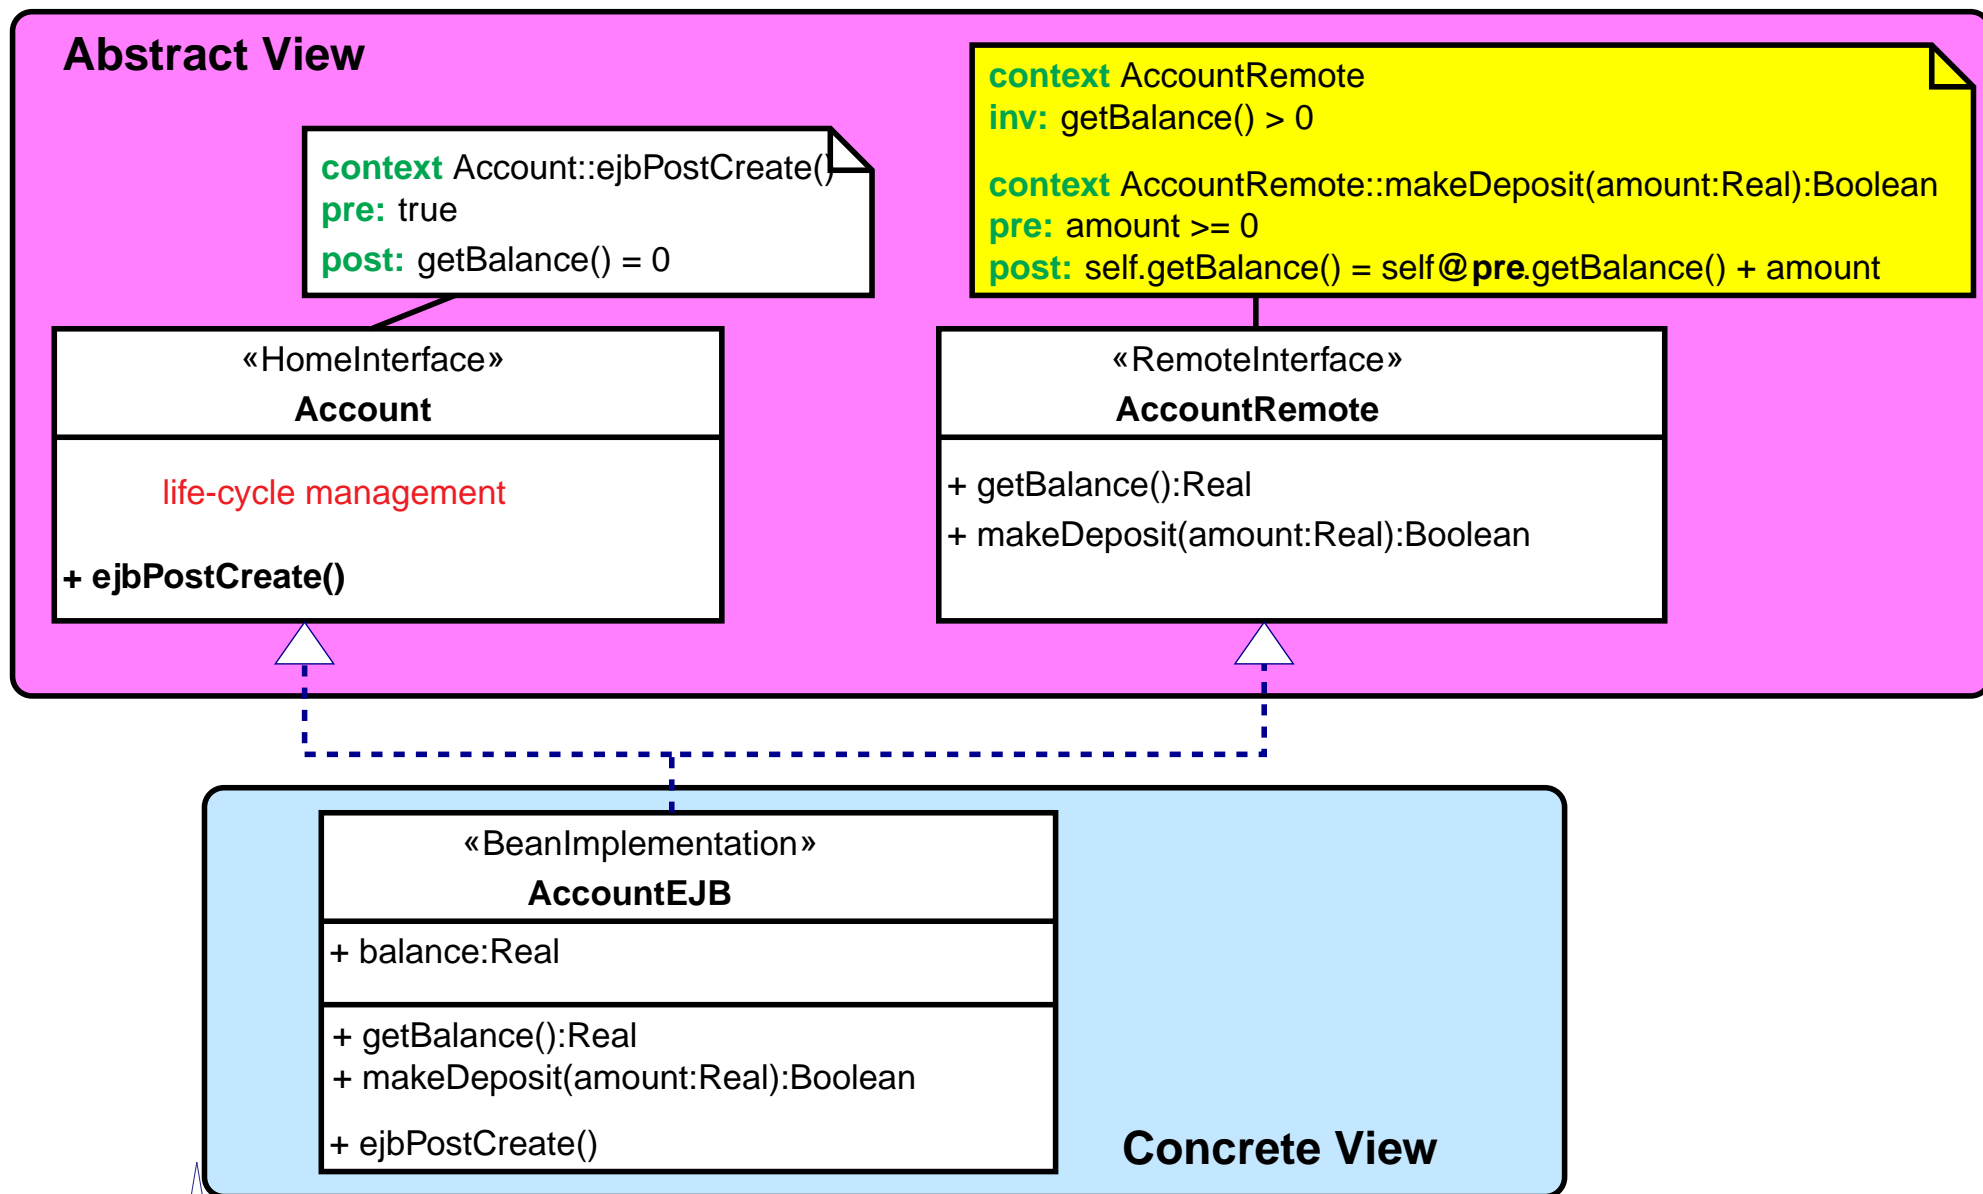 Abstract View
context Account::ejbPostCreate()
pre: true
post: getBalance() = 0
context AccountRemote
inv: getBalance() > 0
context AccountRemote::makeDeposit(amount:Real):Boolean
pre: amount >= 0
post: self.getBalance() = self@pre.getBalance() + amount
«HomeInterface»
Account
life-cycle management
+ ejbPostCreate()
«RemoteInterface»
AccountRemote
+ getBalance():Real
+ makeDeposit(amount:Real):Boolean
«BeanImplementation»
AccountEJB
+ balance:Real
+ getBalance():Real
+ makeDeposit(amount:Real):Boolean
+ ejbPostCreate()
Concrete View